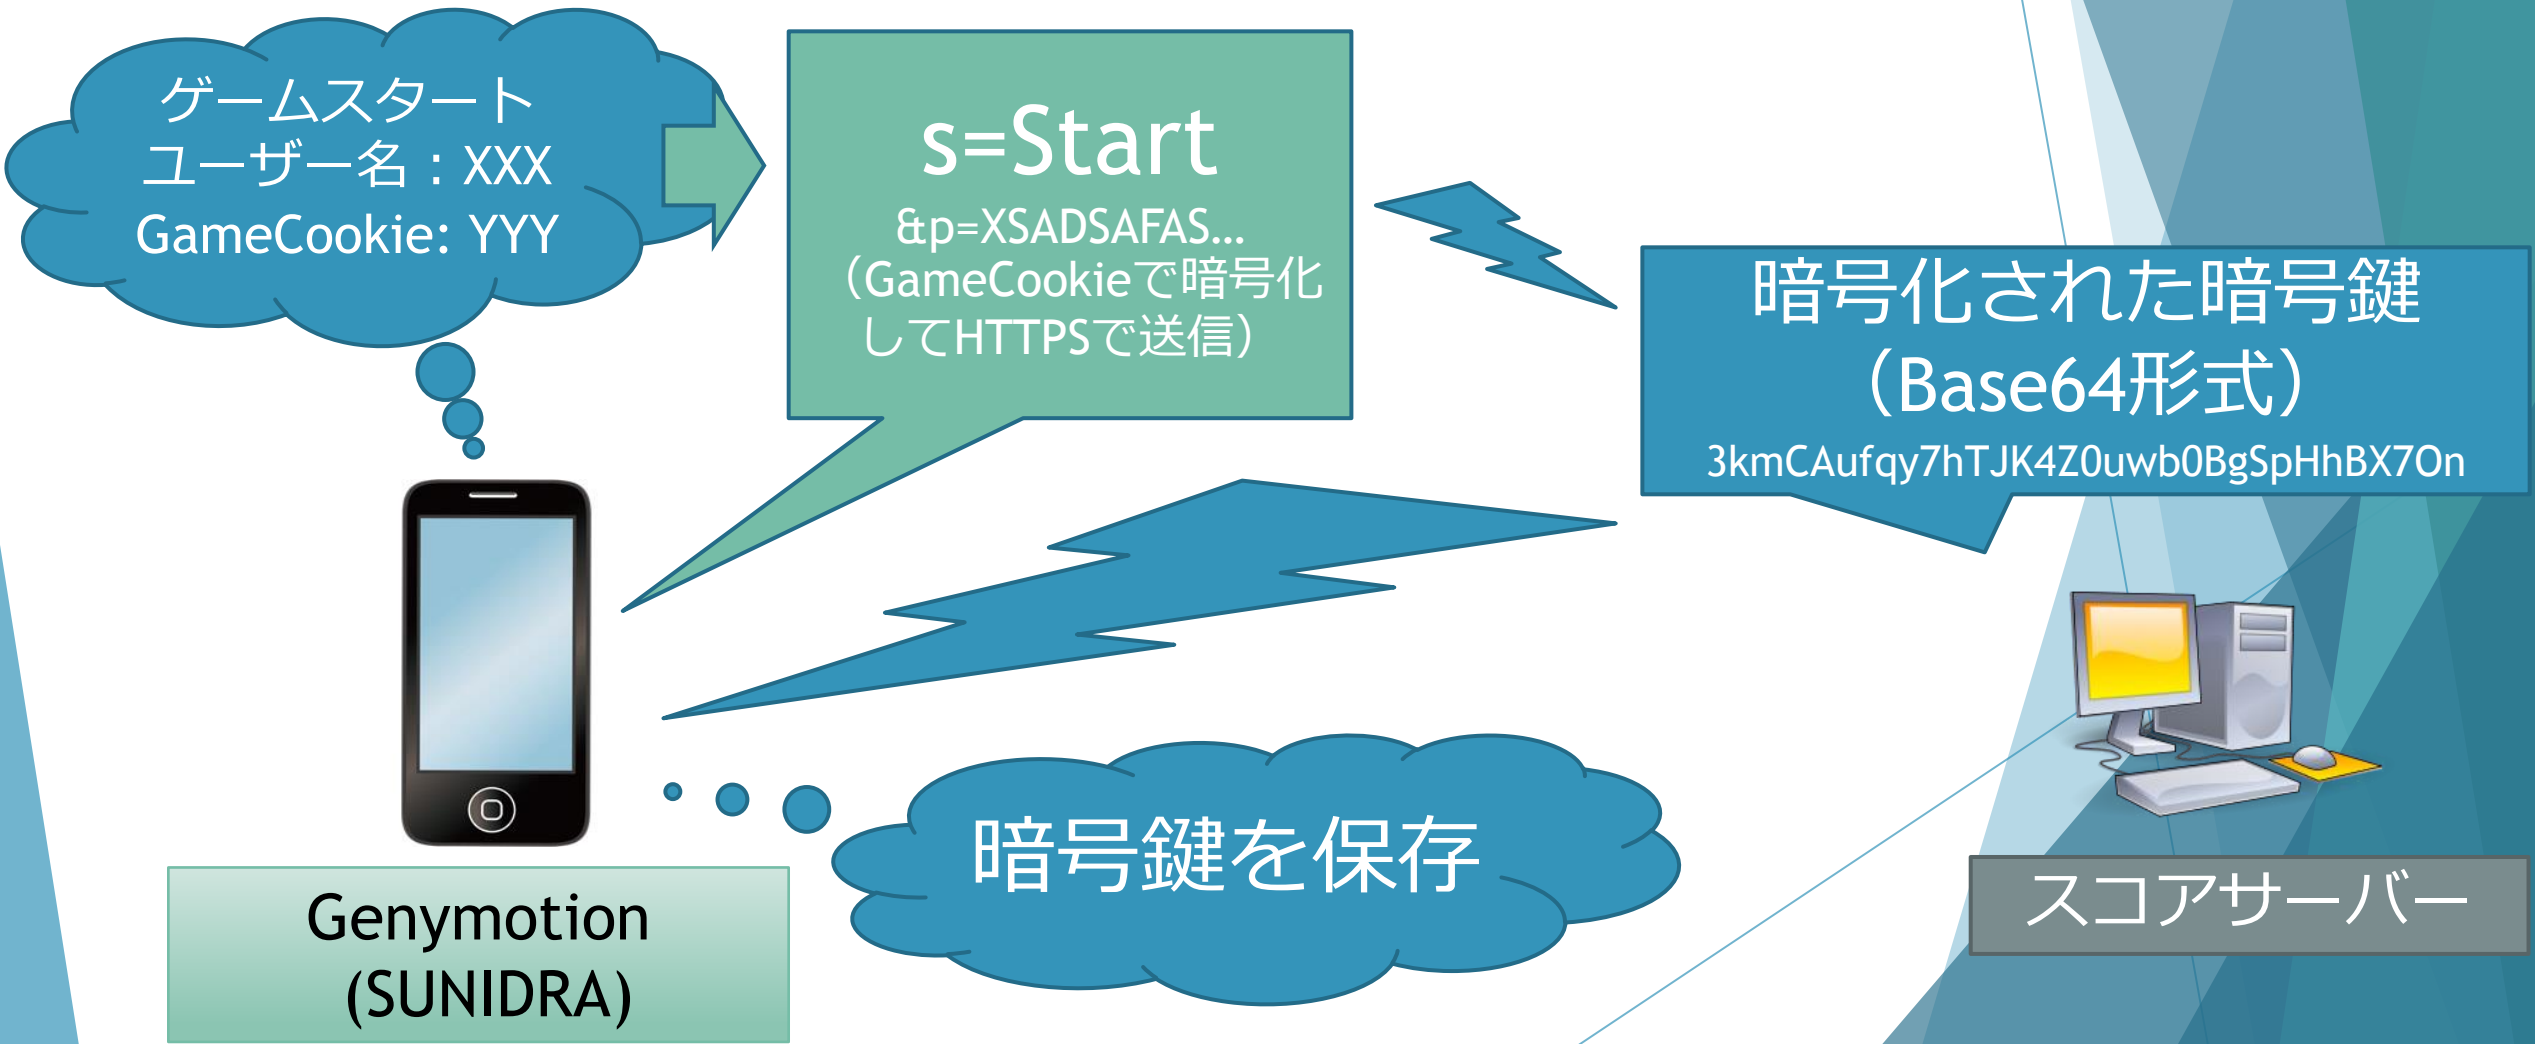 ゲームスタート
ユーザー名：XXX
GameCookie: YYY
s=Start
&p=XSADSAFAS…
（GameCookieで暗号化
してHTTPSで送信）
暗号化された暗号鍵
（Base64形式）
3kmCAufqy7hTJK4Z0uwb0BgSpHhBX7On
暗号鍵を保存
Genymotion
(SUNIDRA)
スコアサーバー